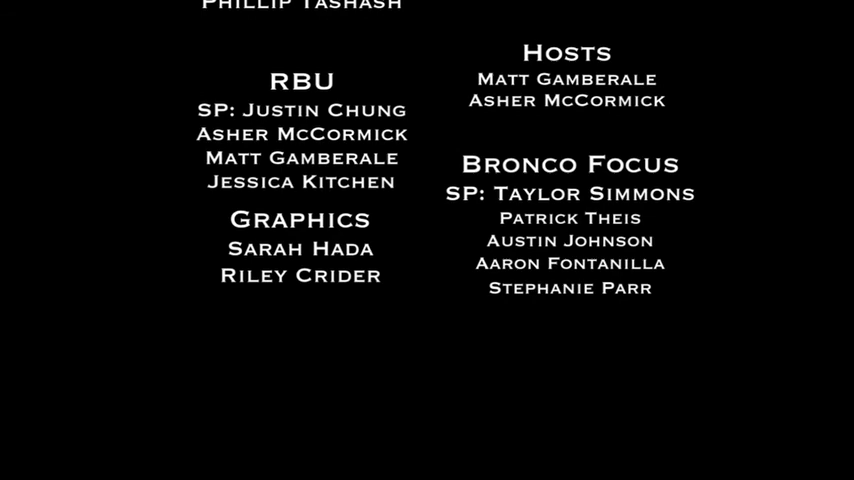 Phillip Tashash
RBU
SP: Justin Chung
Asher McCormick
Matt Gamberale
Jessica Kitchen
Graphics
Sarah Hada
Riley Crider
Hosts
Matt Gamberale
Asher McCormick
Bronco Focus
SP: Taylor Simmons
Patrick Theis
Austin Johnson
Aaron Fontanilla
Stephanie Parr